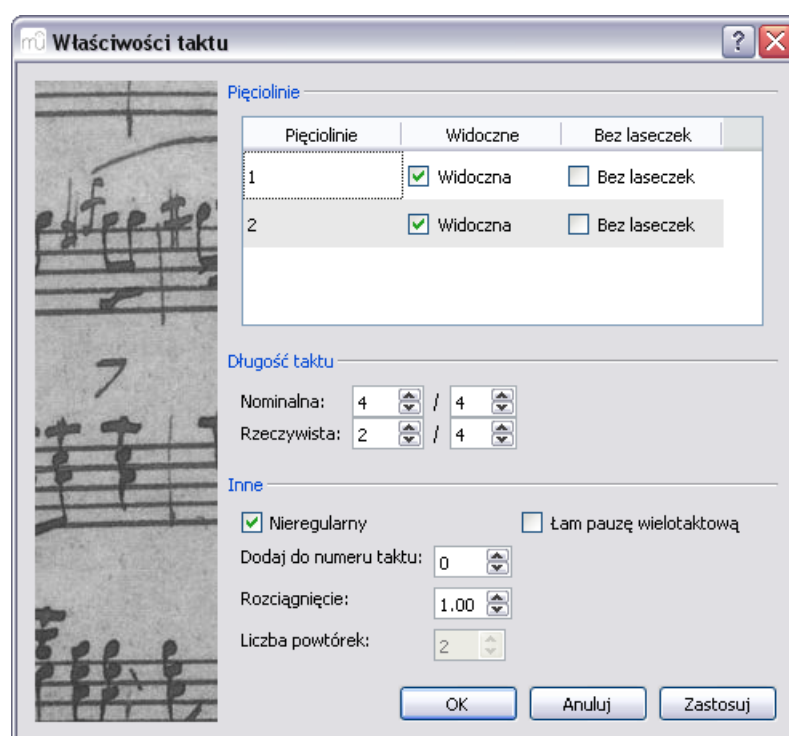 mû Właściwości taktu ?
Pięciolinie
Pięciolinie Widoczne Bez laseczek
1 Widoczna Bez laseczek
2 Widoczna Bez laseczek
7
Długość taktu
Nominalna: 4 / 4
Rzeczywista: 2 / 4
Inne
Nieregularny Łam pauzę wielotaktową
Dodaj do numeru taktu: 0
Rozciągnięcie: 1.00
Liczba powtórek: 2
OK Anuluj Zastosuj